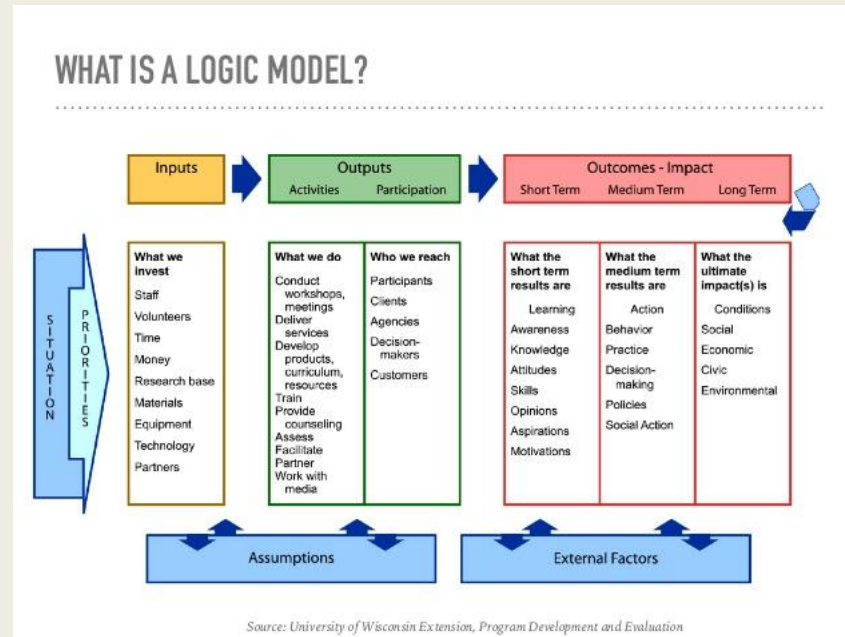 WHAT IS A LOGIC MODEL?
Inputs
Outputs
Activities Participation
Outcomes - Impact
Short Term Medium Term Long Term
SITUATION
PRIORITIES
What we
invest
Staff
Volunteers
Time
Money
Research base
Materials
Equipment
Technology
Partners
What we do
Conduct
workshops,
meetings
Deliver
services
Develop
products,
curriculum,
resources
Train
Provide
counseling
Assess
Facilitate
Partner
Work with
media
Who we reach
Participants
Clients
Agencies
Decision-
makers
Customers
What the
short term
results are
Learning
Awareness
Knowledge
Attitudes
Skills
Opinions
Aspirations
Motivations
What the
medium term
results are
Action
Behavior
Practice
Decision-
making
Policies
Social Action
What the
ultimate
impact(s) is
Conditions
Social
Economic
Civic
Environmental
Assumptions
External Factors
Source: University of Wisconsin Extension, Program Development and Evaluation